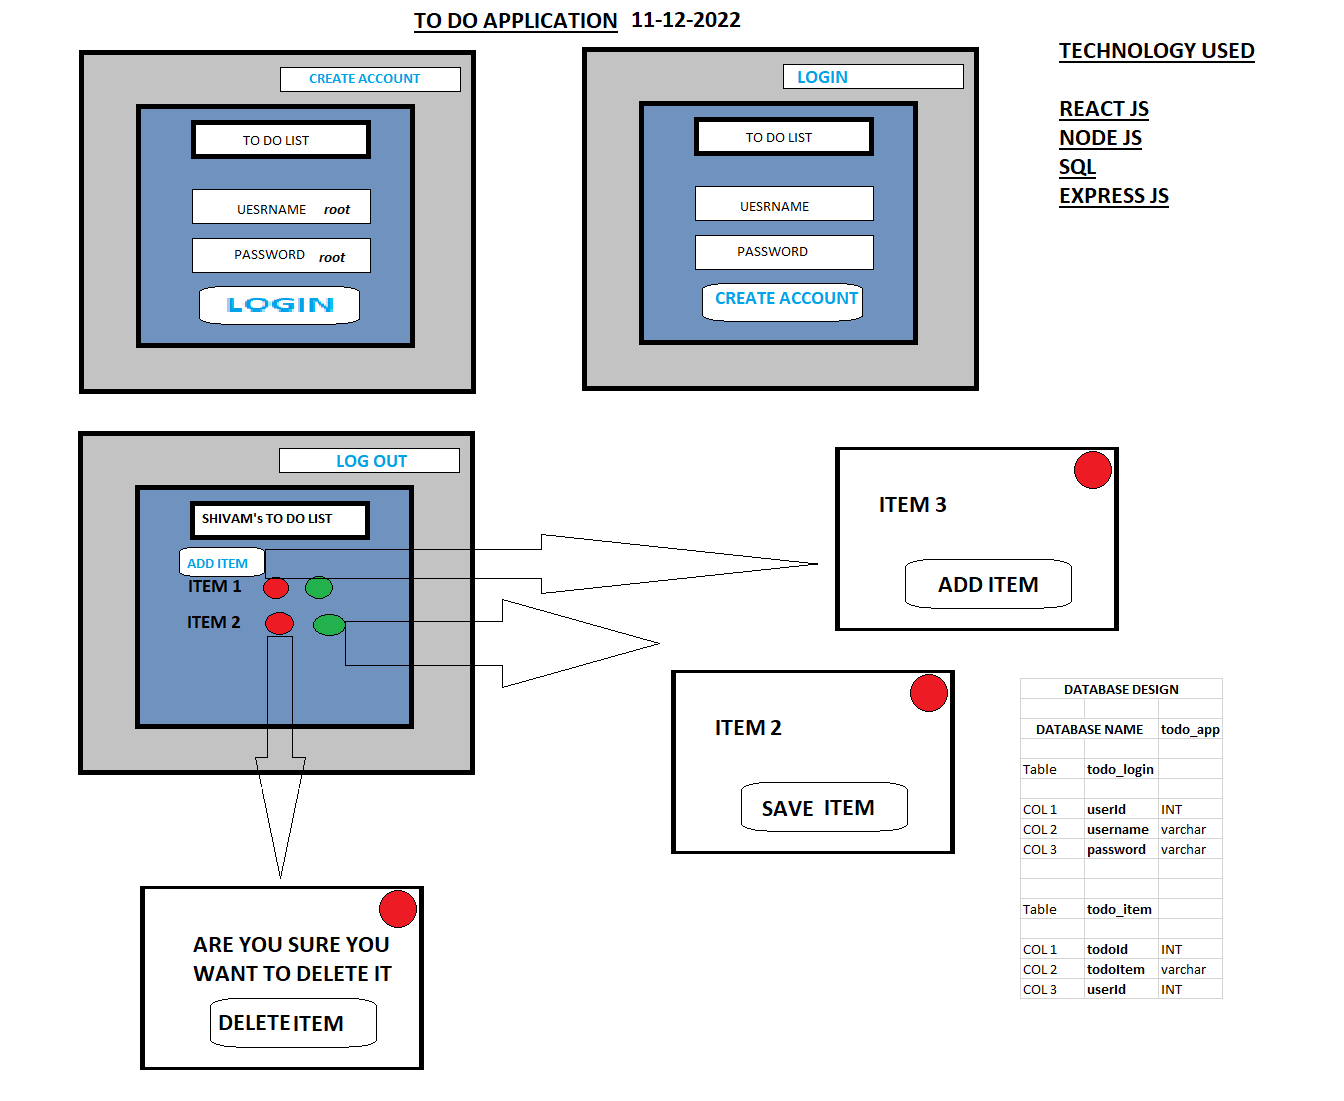 TO DO APPLICATION 11-12-2022
CREATE ACCOUNT
TO DO LIST
UESRNAME root
PASSWORD root
LOGIN
LOGIN
TO DO LIST
UESRNAME
PASSWORD
CREATE ACCOUNT
TECHNOLOGY USED
REACT JS
NODE JS
SQL
EXPRESS JS
LOG OUT
SHIVAM's TO DO LIST
ADD ITEM
ITEM 1
ITEM 2
ITEM 3
ADD ITEM
ITEM 2
SAVE ITEM
ARE YOU SURE YOU
WANT TO DELETE IT
DELETE ITEM
DATABASE DESIGN
DATABASE NAME todo_app
Table todo_login
COL 1 userId INT
COL 2 username varchar
COL 3 password varchar
Table todo_item
COL 1 todoId INT
COL 2 todoItem varchar
COL 3 userId INT